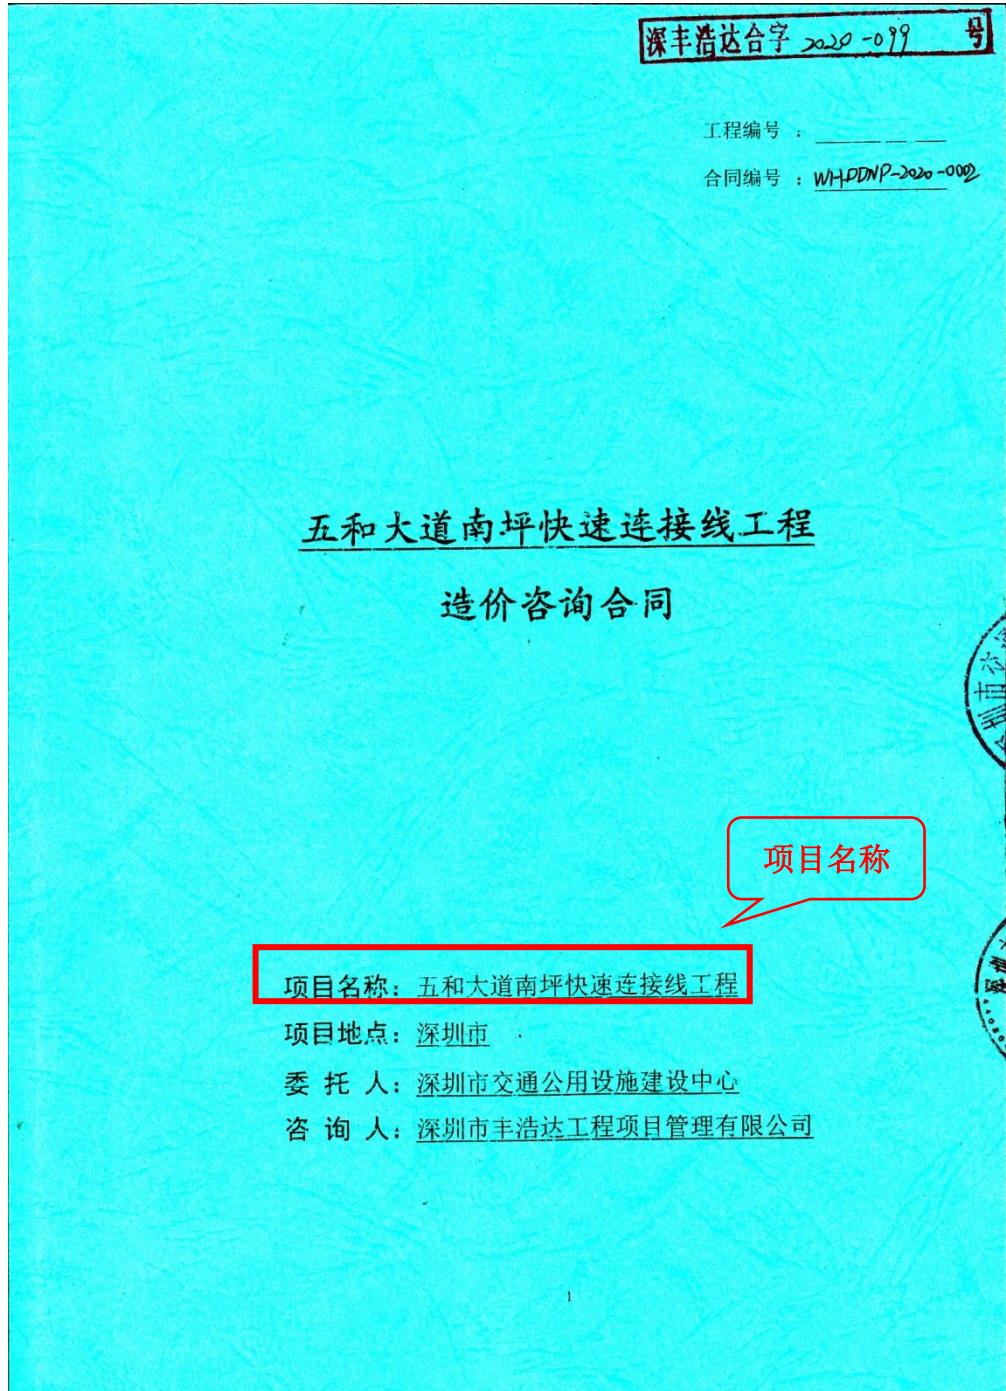 深丰浩达合字 2020-099 号
工程编号 ：
合同编号 ：WHDDNP-2020-0002
五和大道南坪快速连接线工程
造价咨询合同
项目名称
项目名称：五和大道南坪快速连接线工程
项目地点：深圳市
委 托 人：深圳市交通公用设施建设中心
咨 询 人：深圳市丰浩达工程项目管理有限公司
1